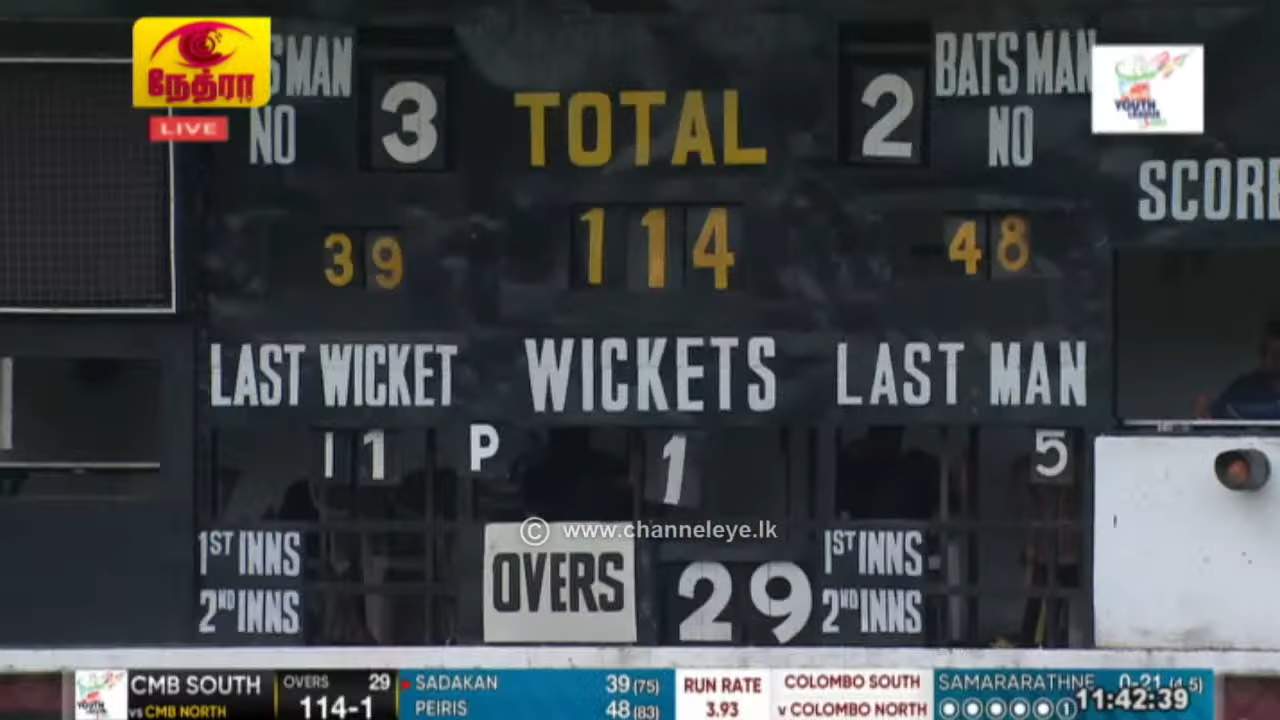 நேத்ரா
LIVE
SMAN
NO
3
TOTAL
2
BATSMAN
NO
YOUTH
LEAGUE
SCORE
39
114
48
LAST WICKET
WICKETS
LAST MAN
11
P
1
5
© www.channeleye.lk
1ST INNS
2ND INNS
OVERS
29
1ST INNS
2ND INNS
CMB SOUTH
vs CMB NORTH
OVERS 29
114-1
SADAKAN 39 (75)
PEIRIS 48 (83)
RUN RATE
3.93
COLOMBO SOUTH
v COLOMBO NORTH
SAMARARATHNE 0-21 (4.5)
1
11:42:39